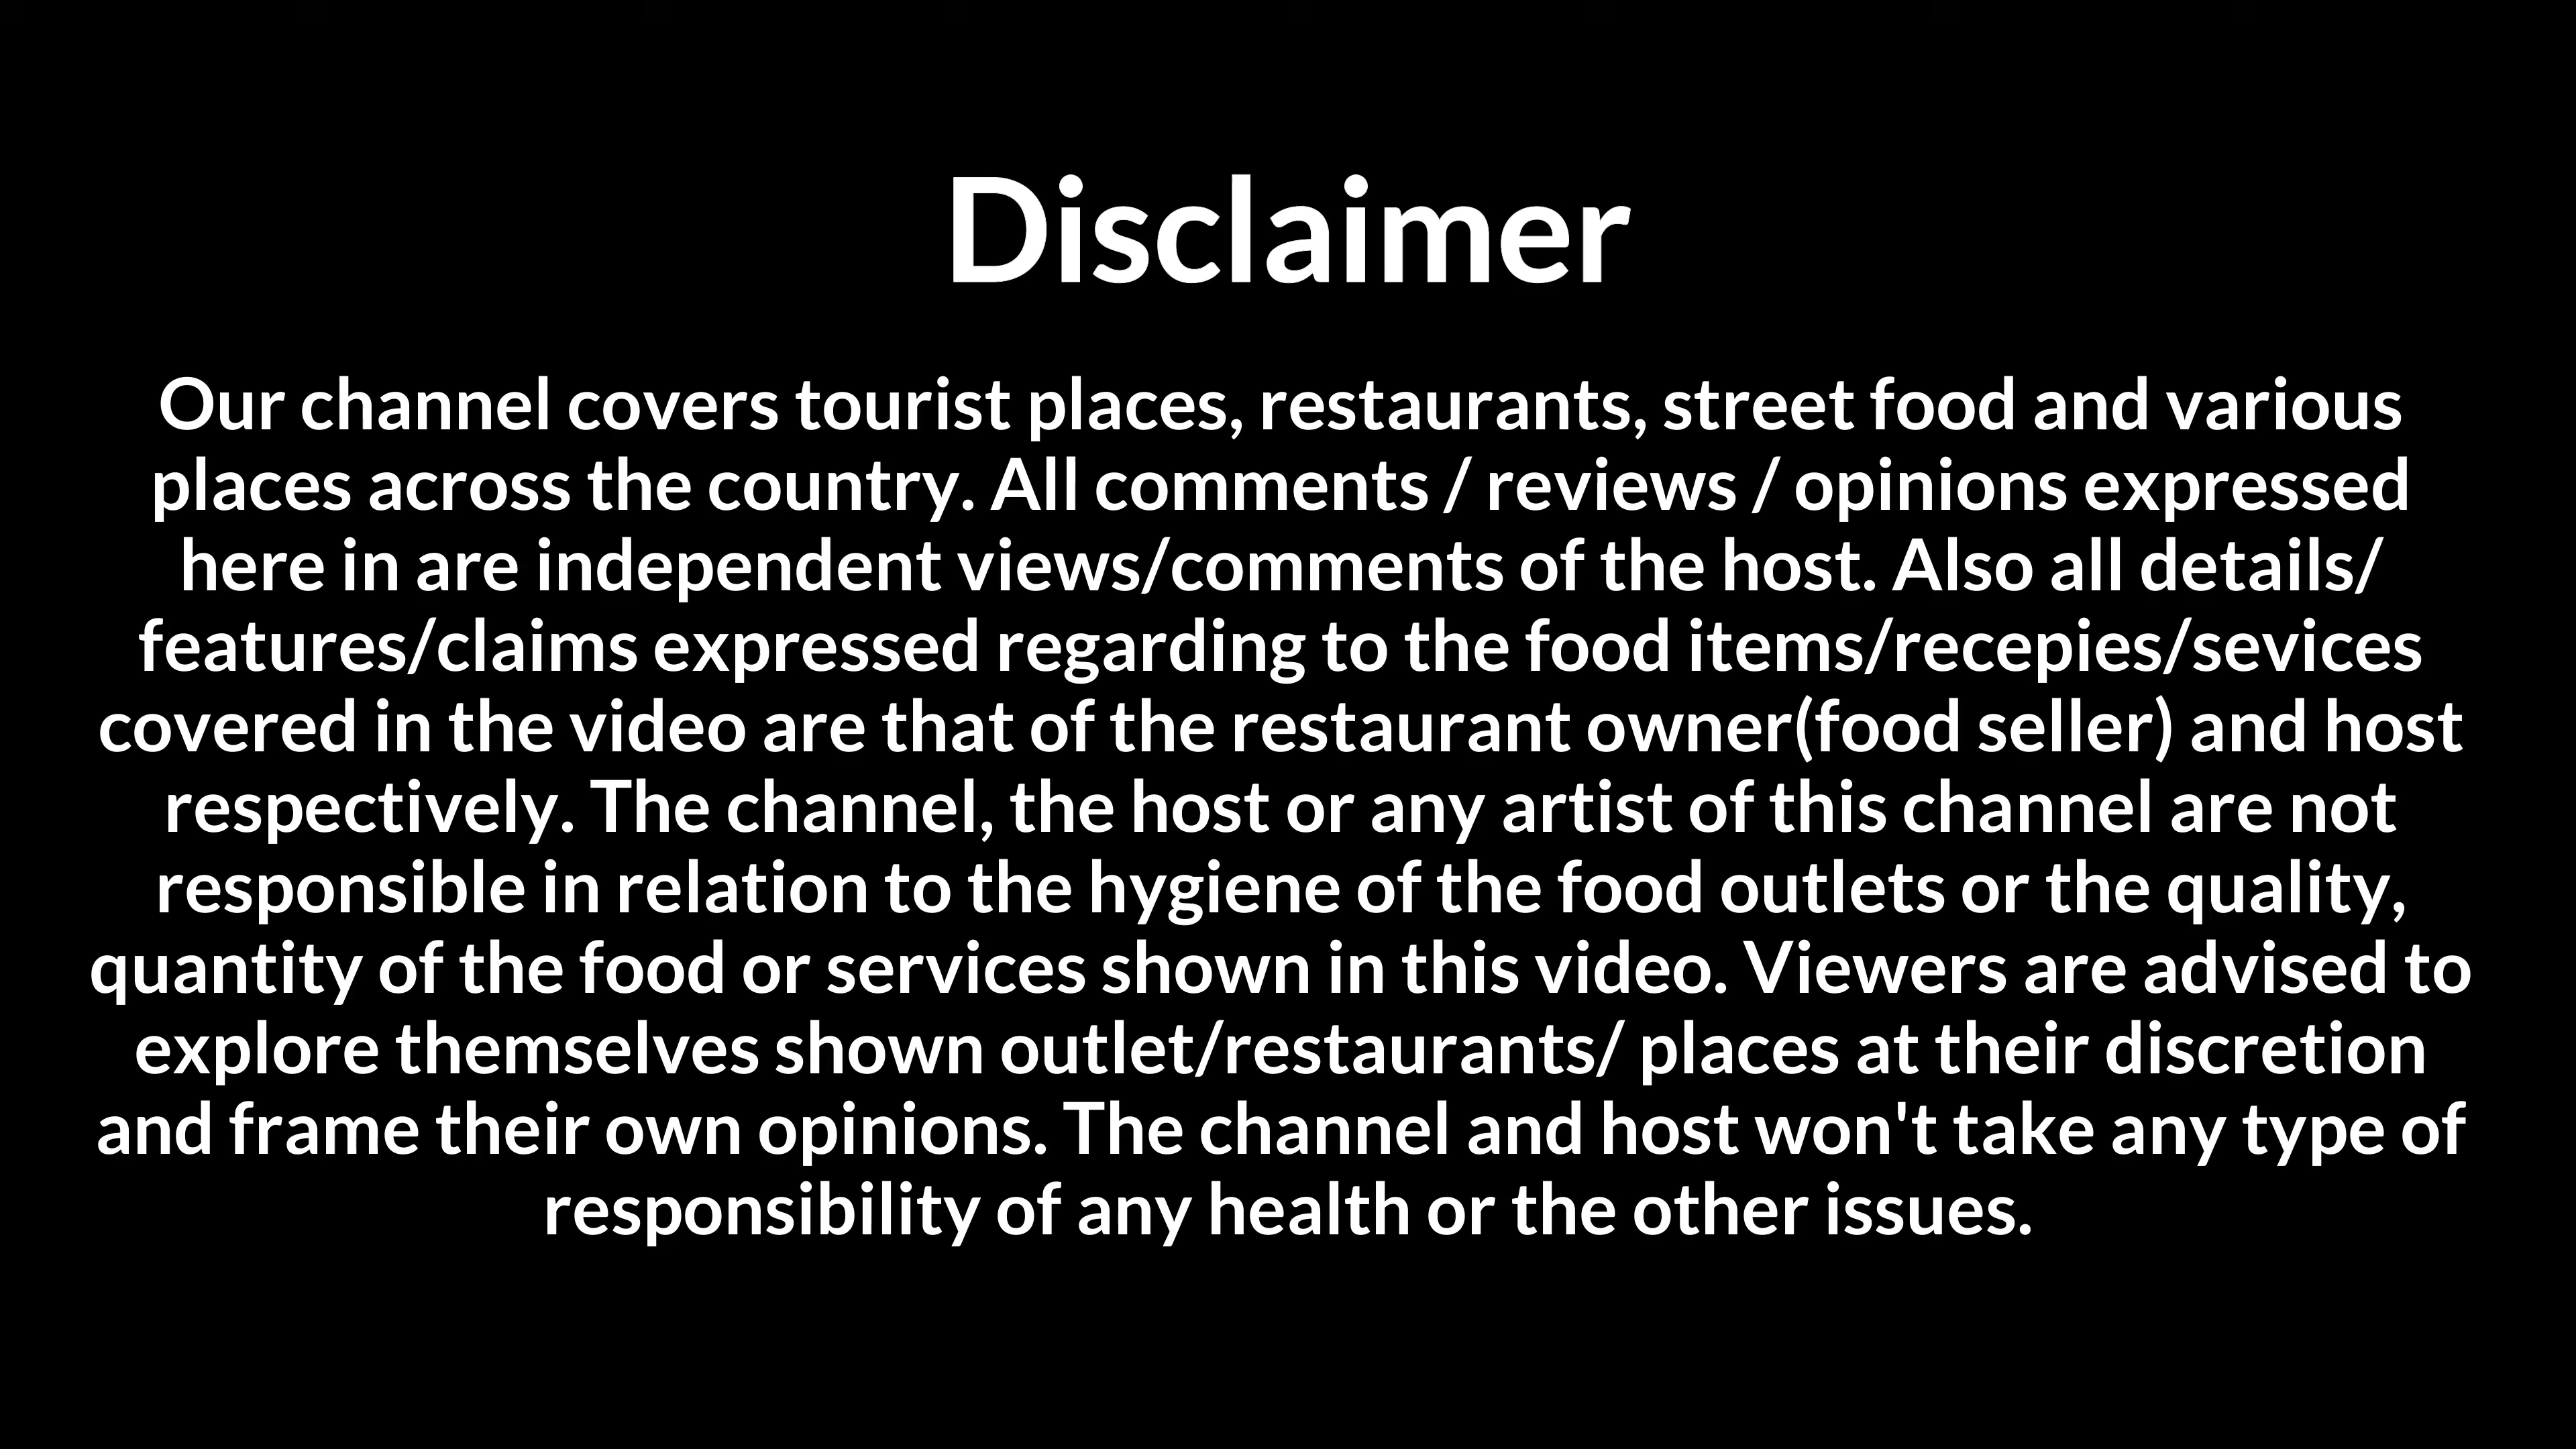 Disclaimer
Our channel covers tourist places, restaurants, street food and various
places across the country. All comments / reviews / opinions expressed
here in are independent views/comments of the host. Also all details/
features/claims expressed regarding to the food items/recepies/sevices
covered in the video are that of the restaurant owner(food seller) and host
respectively. The channel, the host or any artist of this channel are not
responsible in relation to the hygiene of the food outlets or the quality,
quantity of the food or services shown in this video. Viewers are advised to
explore themselves shown outlet/restaurants/ places at their discretion
and frame their own opinions. The channel and host won't take any type of
responsibility of any health or the other issues.